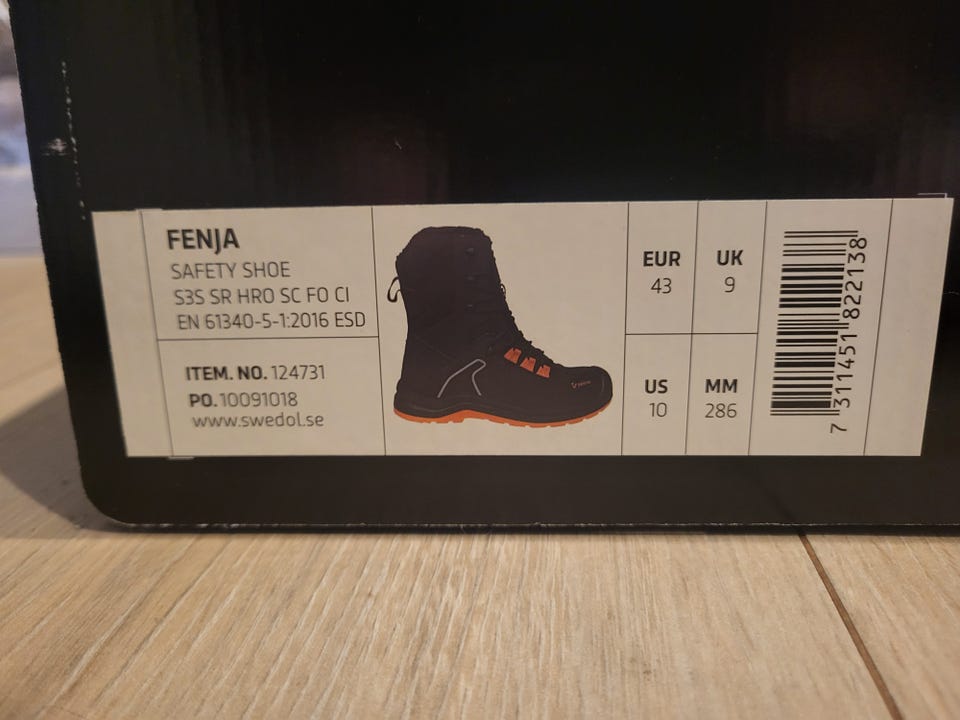 FENJA
SAFETY SHOE
S3S SR HRO SC FO CI
EN 61340-5-1:2016 ESD
ITEM. NO. 124731
PO. 10091018
www.swedol.se
EUR
43
UK
9
US
10
MM
286
7 311451 822138